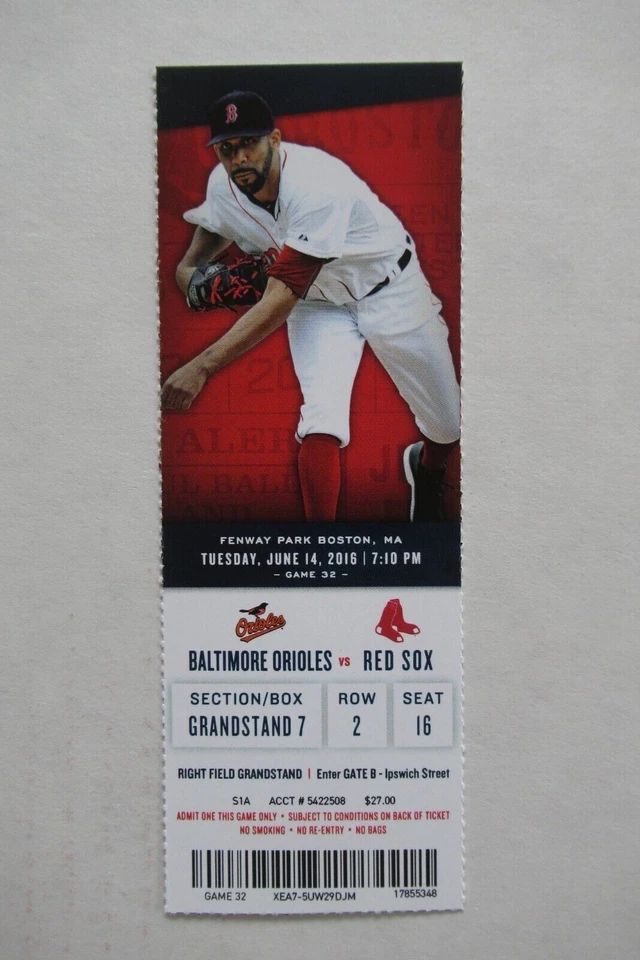 B
FENWAY PARK BOSTON, MA
TUESDAY, JUNE 14, 2016 | 7:10 PM
- GAME 32 -
Orioles
BALTIMORE ORIOLES VS RED SOX
SECTION/BOX ROW SEAT
GRANDSTAND 7 2 16
RIGHT FIELD GRANDSTAND | Enter GATE B - Ipswich Street
S1A ACCT # 5422508 $27.00
ADMIT ONE THIS GAME ONLY • SUBJECT TO CONDITIONS ON BACK OF TICKET
NO SMOKING • NO RE-ENTRY • NO BAGS
GAME 32 XEA7-5UW29DJM 17855348